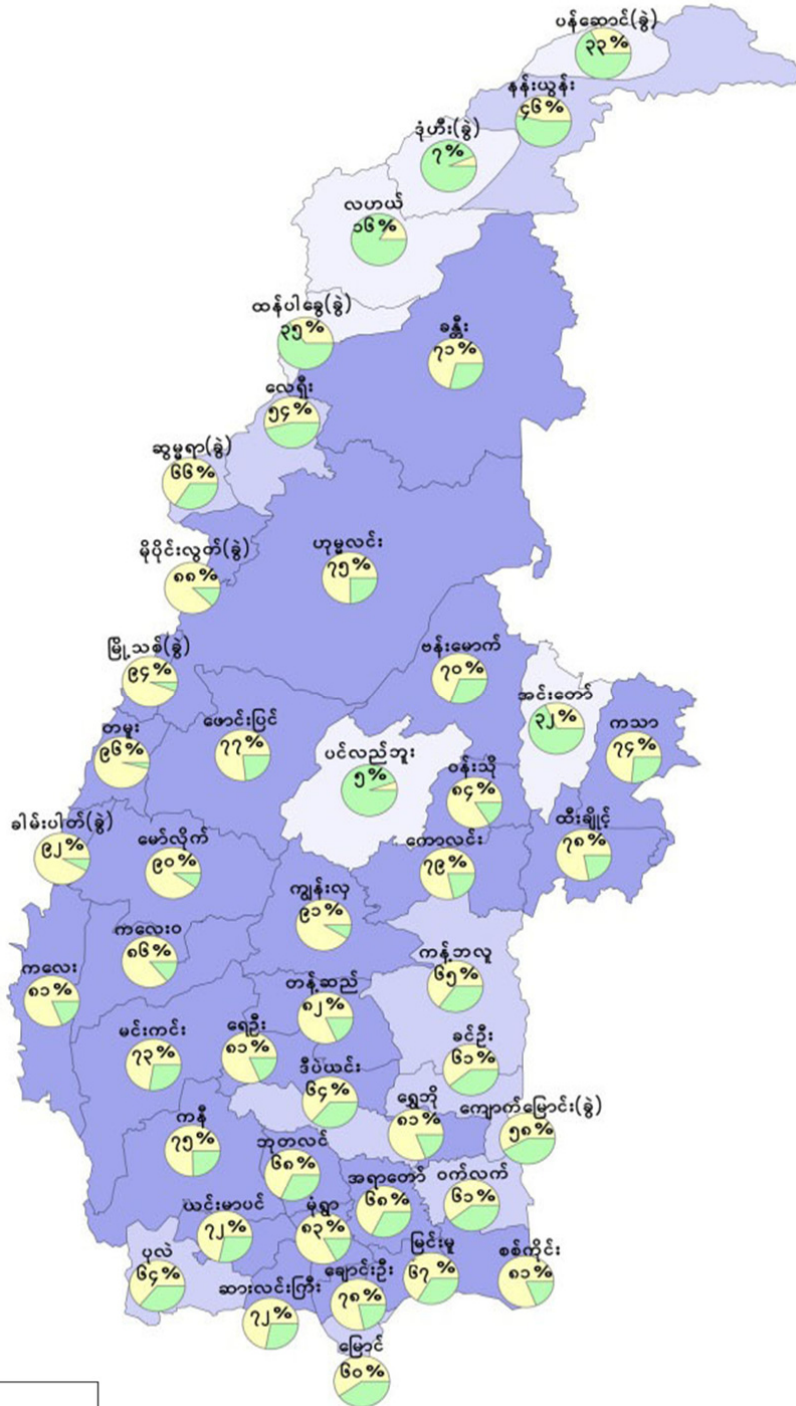 ပန်ဆောင်(ခွဲ)
၃၃%
နန်းယွန်း
၄၆%
ဒုံဟီး(ခွဲ)
၇%
လဟယ်
၁၆%
ထန်ပါခွေ(ခွဲ)
၃၅%
ခန္တီး
၇၁%
လေရှီး
၅၄%
ဆွမ္မရာ(ခွဲ)
၆၆%
မိုပိုင်းလွတ်(ခွဲ)
၈၈%
ဟုမ္မလင်း
၇၅%
မြို့သစ်(ခွဲ)
၉၄%
ဗန်းမောက်
၇၀%
အင်းတော်
၃၂%
ကသာ
၇၄%
တမူး
၉၆%
ဖောင်းပြင်
၇၇%
ပင်လည်ဘူး
၅%
ဝန်းသို
၈၄%
ထီးချိုင့်
၇၈%
ခါမ်းပါတ်(ခွဲ)
၉၂%
မော်လိုက်
၉၀%
ကောလင်း
၇၉%
ကျွန်းလှ
၉၁%
ကလေးဝ
၈၆%
ကလေး
၈၁%
ကန့်ဘလူ
၆၅%
တန့်ဆည်
၈၂%
မင်းကင်း
၇၃%
ရေဦး
၈၁%
ခင်ဦး
၆၁%
ဒီပဲယင်း
၆၄%
ရွှေဘို
၈၁%
ကျောက်မြောင်း(ခွဲ)
၅၈%
ကနီ
၇၅%
ဘုတလင်
၆၈%
အရာတော်
၆၈%
ဝက်လက်
၆၁%
ယင်းမာပင်
၇၂%
မုံရွာ
၈၃%
မြင်းမူ
၆၇%
စစ်ကိုင်း
၈၁%
ပုလဲ
၆၄%
ဆားလင်းကြီး
၇၂%
ချောင်းဦး
၇၈%
မြောင်
၆၀%